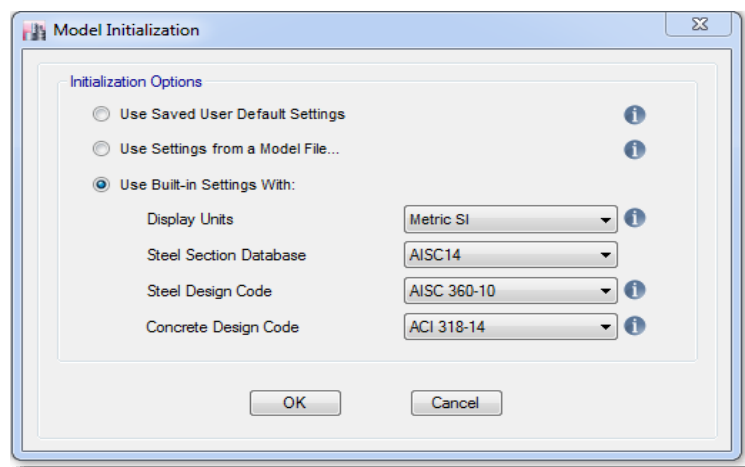 Model Initialization
Initialization Options
Use Saved User Default Settings
Use Settings from a Model File...
Use Built-in Settings With:
Display Units Metric SI
Steel Section Database AISC14
Steel Design Code AISC 360-10
Concrete Design Code ACI 318-14
OK Cancel